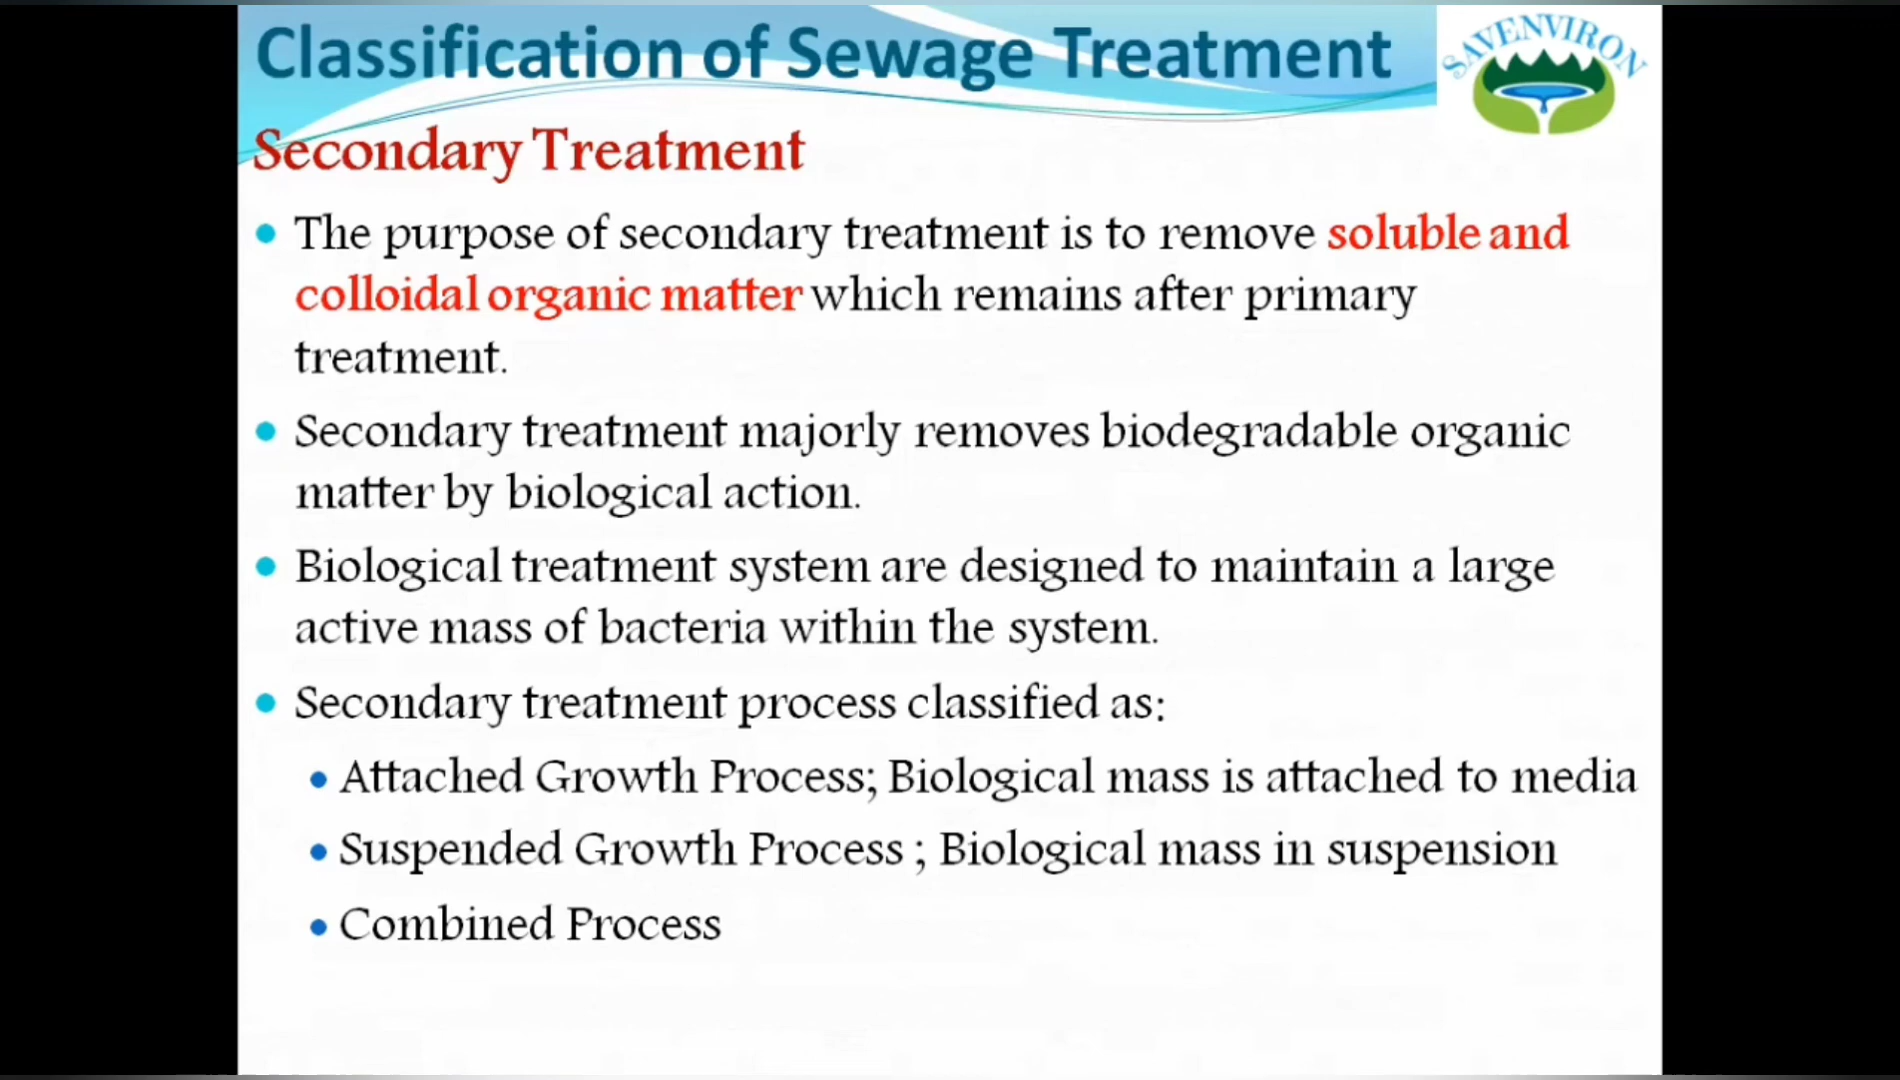 Classification of Sewage Treatment
SAVENVIRON
Secondary Treatment
• The purpose of secondary treatment is to remove soluble and
colloidal organic matter which remains after primary
treatment.
• Secondary treatment majorly removes biodegradable organic
matter by biological action.
• Biological treatment system are designed to maintain a large
active mass of bacteria within the system.
• Secondary treatment process classified as:
• Attached Growth Process; Biological mass is attached to media
• Suspended Growth Process ; Biological mass in suspension
• Combined Process